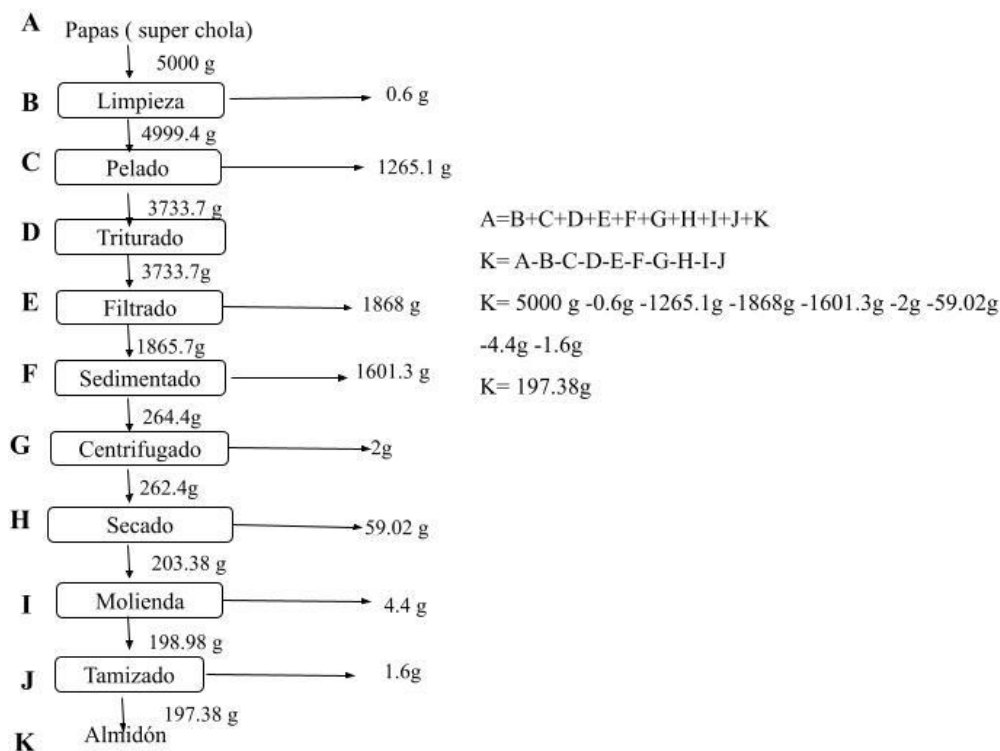 A Papas ( super chola)
5000 g
B Limpieza 0.6 g
4999.4 g
C Pelado 1265.1 g
3733.7 g
D Triturado
3733.7g
E Filtrado 1868 g
1865.7g
F Sedimentado 1601.3 g
264.4g
G Centrifugado 2g
262.4g
H Secado 59.02 g
203.38 g
I Molienda 4.4 g
198.98 g
J Tamizado 1.6g
197.38 g
K Almidón
A=B+C+D+E+F+G+H+I+J+K
K= A-B-C-D-E-F-G-H-I-J
K= 5000 g -0.6g -1265.1g -1868g -1601.3g -2g -59.02g
-4.4g -1.6g
K= 197.38g